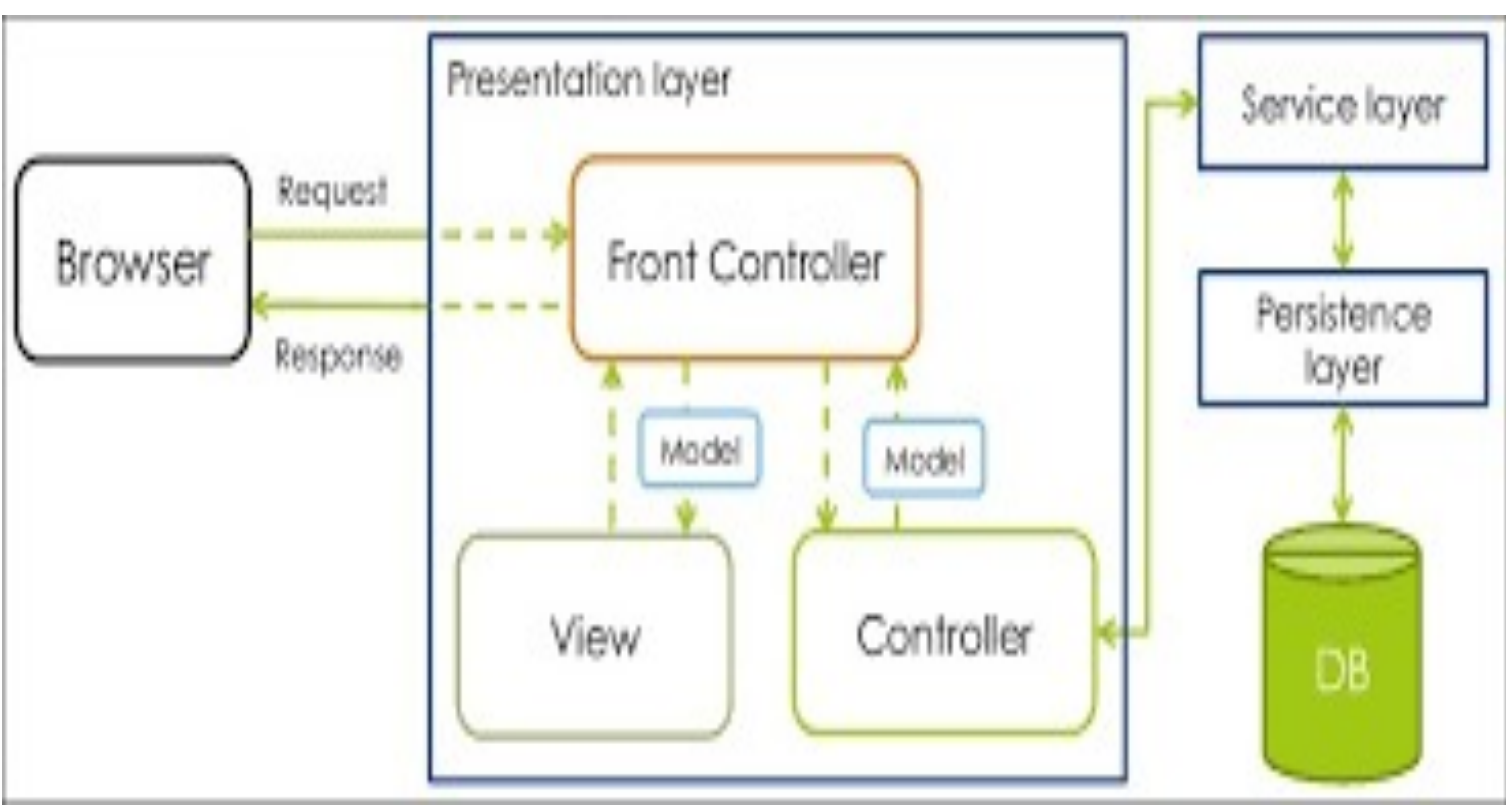 Presentation layer
Service layer
Request
Browser
Front Controller
Response
Persistence
layer
Model
Model
View
Controller
DB